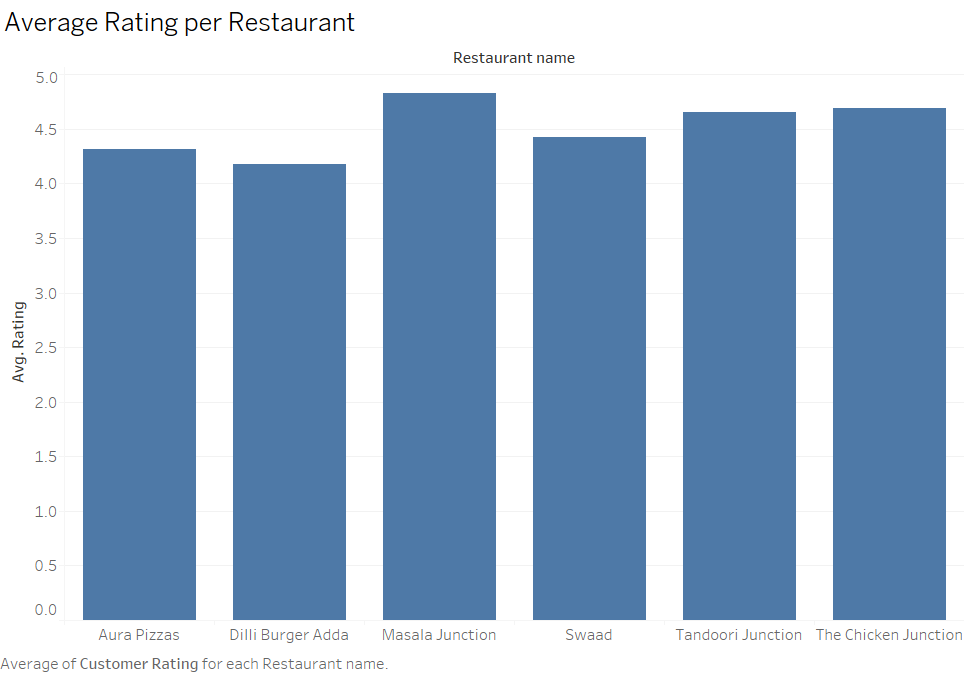 Average Rating per Restaurant
Restaurant name
5.0
4.5
4.0
3.5
3.0
2.5
2.0
1.5
1.0
0.5
0.0
Avg. Rating
Aura Pizzas
Dilli Burger Adda
Masala Junction
Swaad
Tandoori Junction
The Chicken Junction
Average of Customer Rating for each Restaurant name.